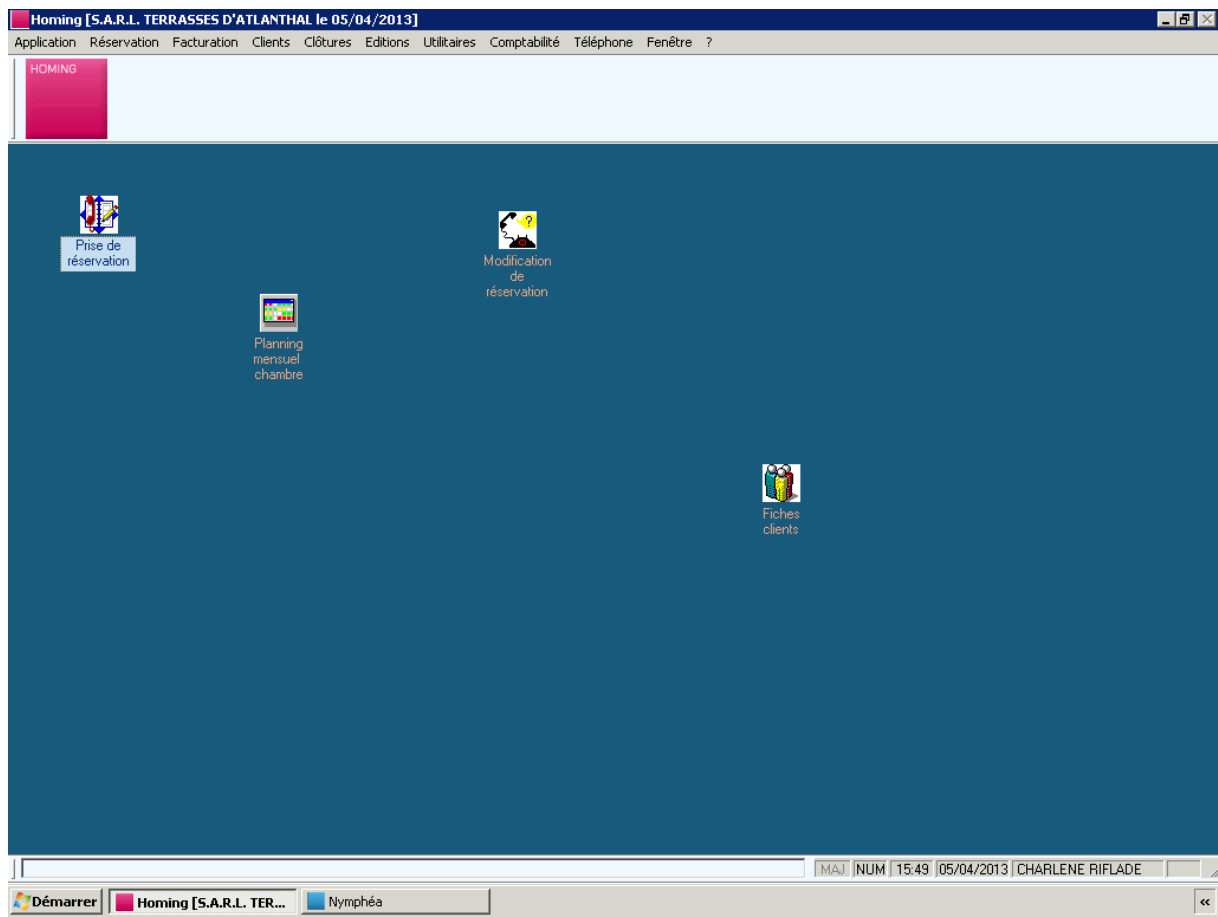 Homing [S.A.R.L. TERRASSES D'ATLANTHAL le 05/04/2013]
Application Réservation Facturation Clients Clôtures Editions Utilitaires Comptabilité Téléphone Fenêtre ?
HOMING
Prise de
réservation
Modification
de
réservation
Planning
mensuel
chambre
Fiches
clients
MAJ NUM 15:49 05/04/2013 CHARLENE RIFLADE
Démarrer Homing [S.A.R.L. TER... Nymphéa «